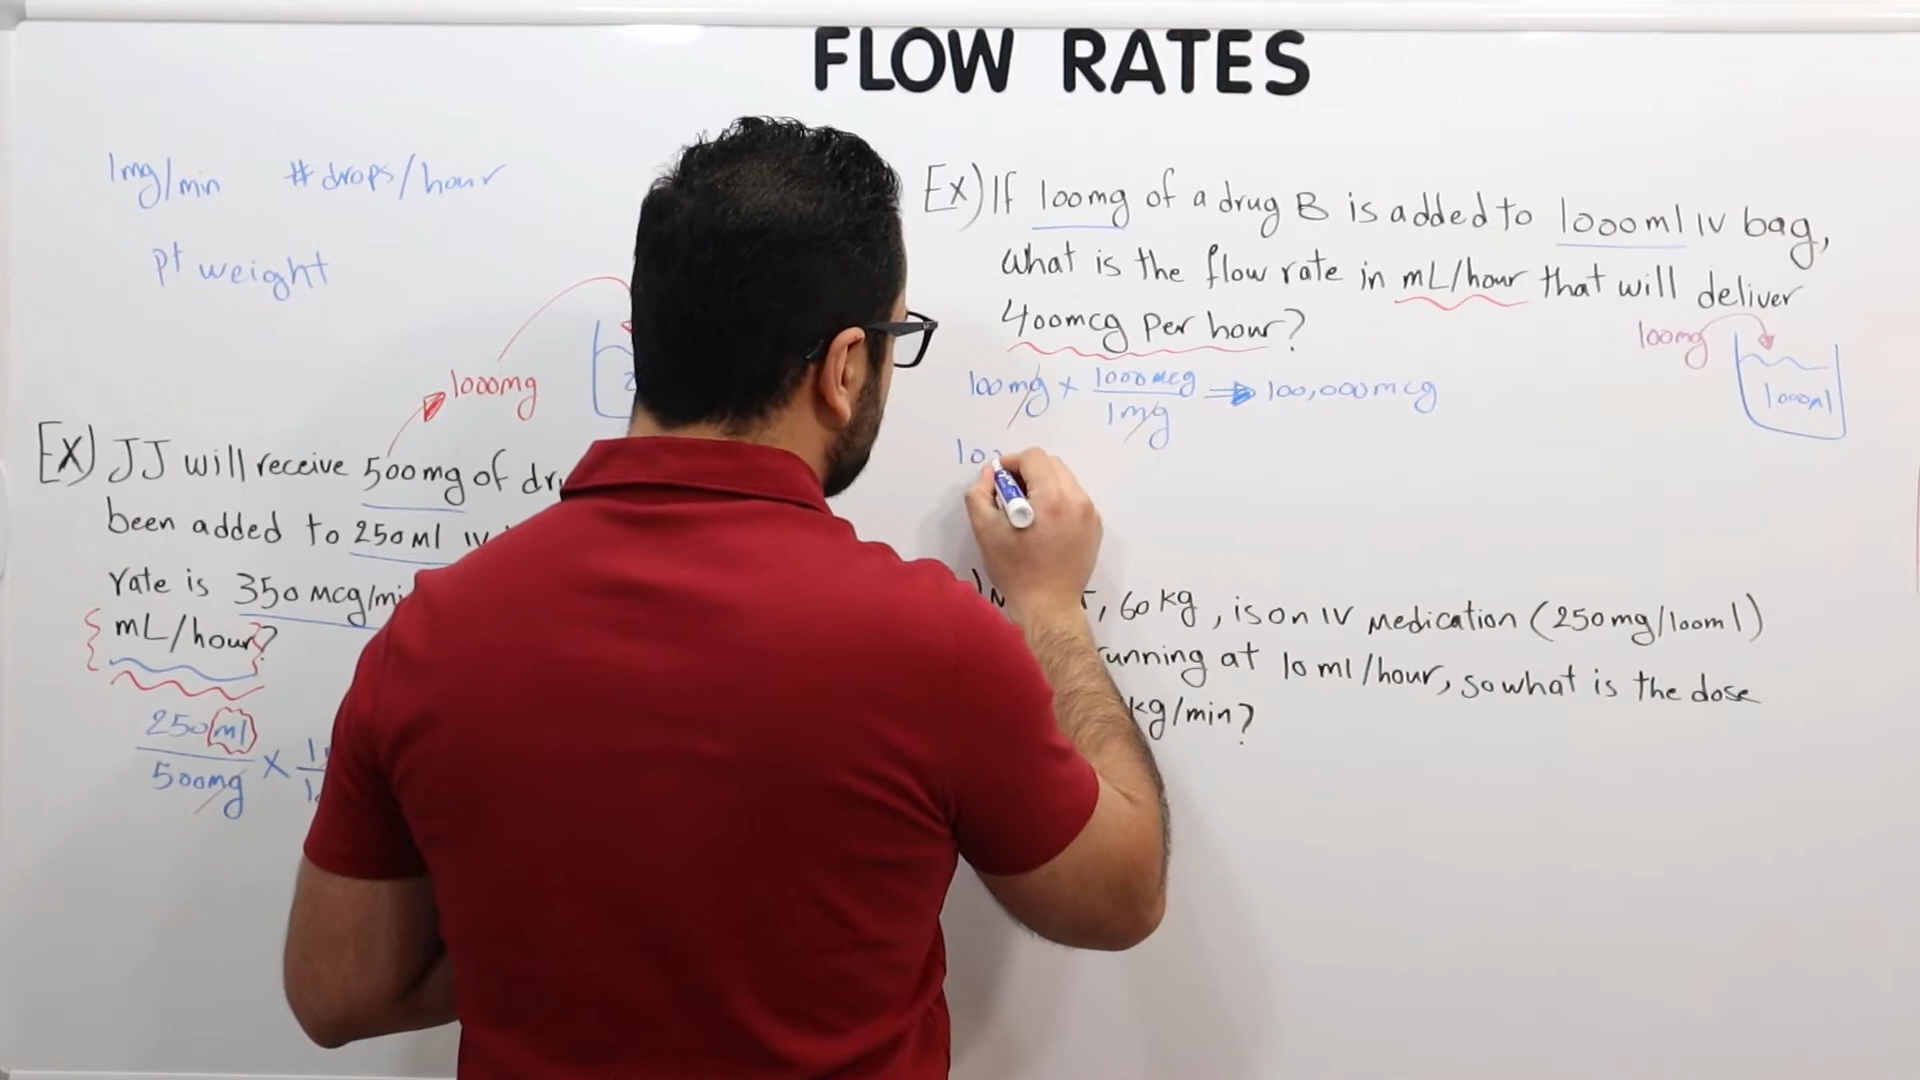 FLOW RATES
1mg/min #drops/hour
pt weight
1000mg
[EX) JJ will receive 500mg of
been added to 250ml IV
rate is 350 mcg/mi
mL/hour?
250ml
500mg
X
[EX) If 100mg of a drug B is added to 1000ml IV bag,
what is the flow rate in mL/hour that will deliver
400mcg per hour?
100mg
1000ml
100mg x 1000mcg/1mg → 100,000mcg
, 60kg, is on IV medication (250mg/100ml)
unning at 10ml/hour, so what is the dose
kg/min?